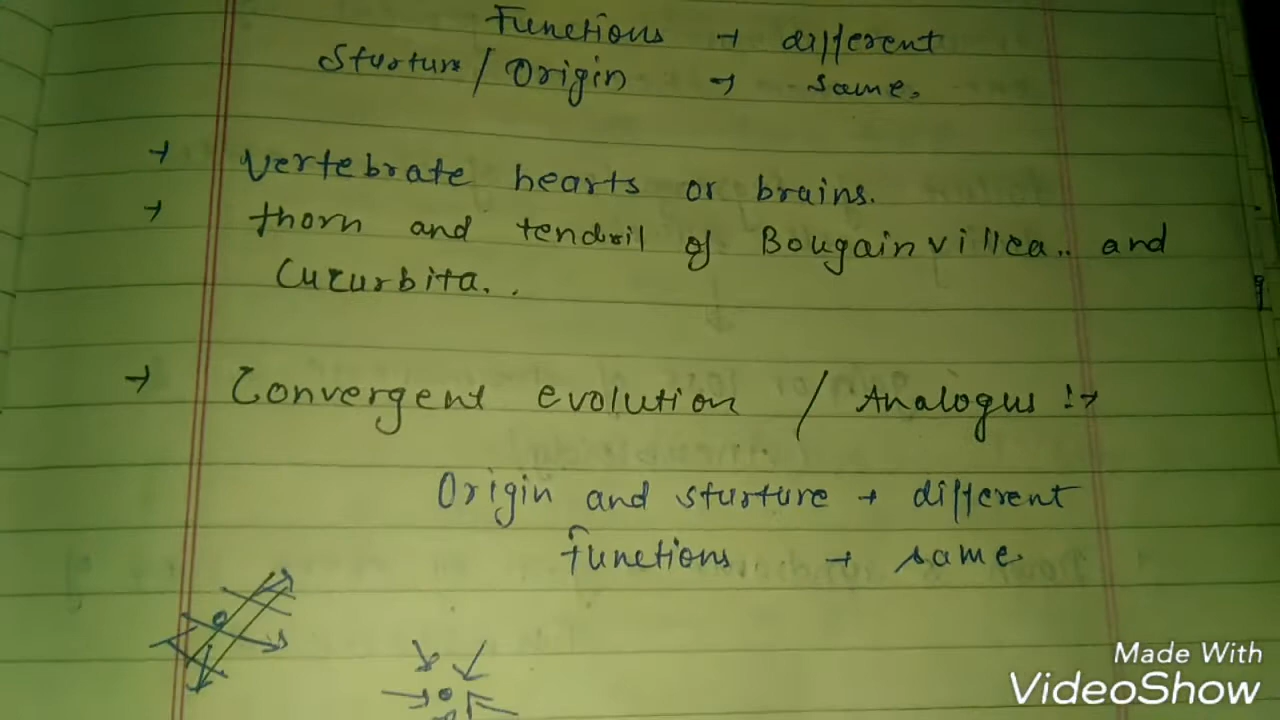 Functions → different
Sturture / Origin → same.
→ Vertebrate hearts or brains.
→ thorn and tendril of Bougainvillea.. and
Cucurbita..
→ Convergent evolution / Analogus :→
Origin and sturture → different
functions → same
Made With
VideoShow